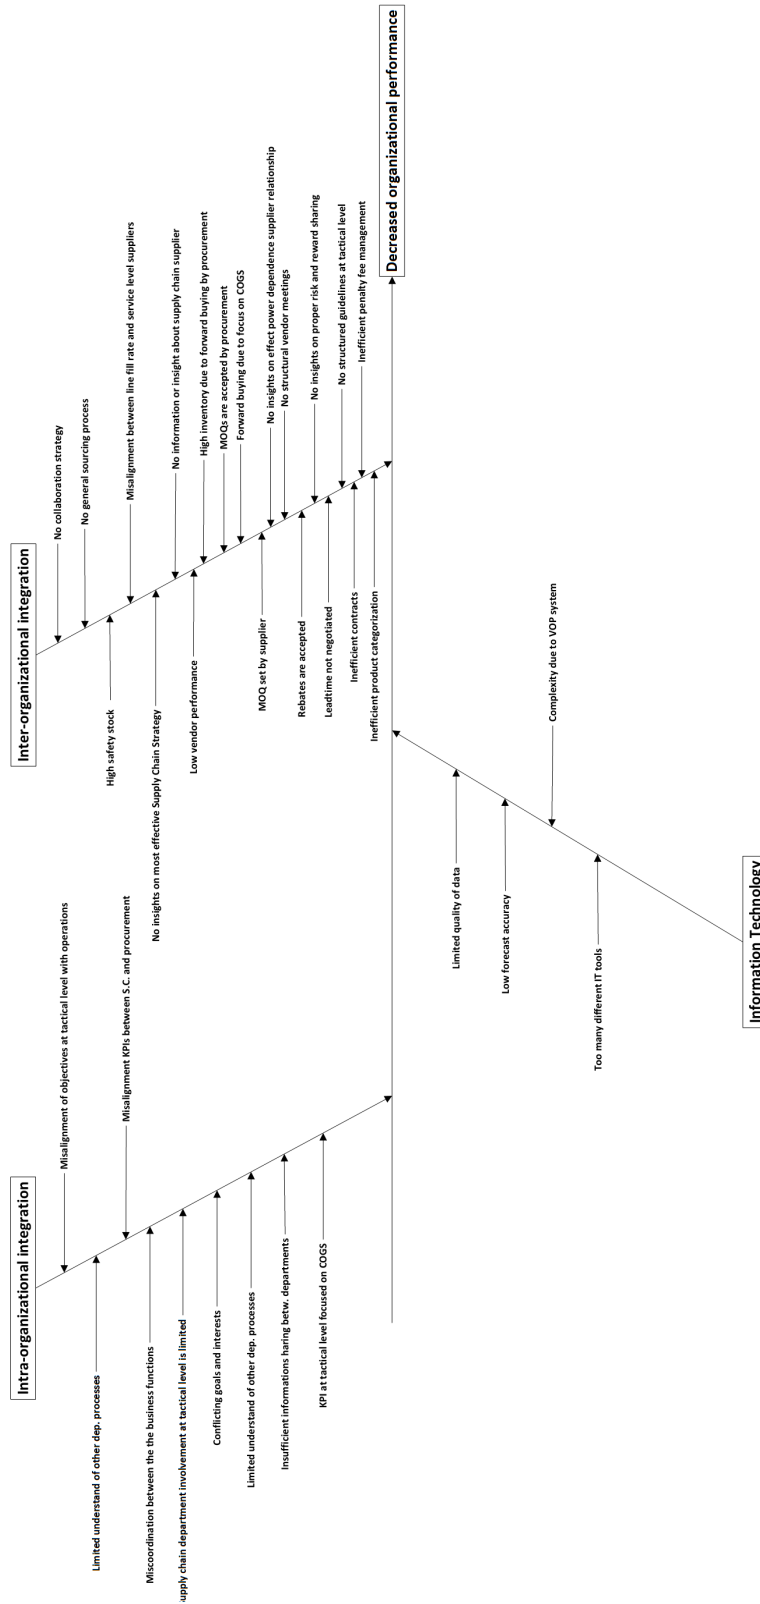 Intra-organizational integration
Misalignment of objectives at tactical level with operations
Limited understand of other dep. processes
Misalignment KPIs between S.C. and procurement
Miscoordination between the the business functions
upply chain department involvement at tactical level is limited
Conflicting goals and interests
Limited understand of other dep. processes
Insufficient informations haring betw. departments
KPI at tactical level focused on COGS
Inter-organizational integration
No collaboration strategy
No general sourcing process
High safety stock
Misalignment between line fill rate and service level suppliers
No insights on most effective Supply Chain Strategy
No information or insight about supply chain supplier
Low vendor performance
High inventory due to forward buying by procurement
MOQs are accepted by procurement
Forward buying due to focus on COGS
MOQ set by supplier
No insights on effect power dependence supplier relationship
No structural vendor meetings
Rebates are accepted
No insights on proper risk and reward sharing
Leadtime not negotiated
No structured guidelines at tactical level
Inefficient contracts
Inefficient penalty fee management
Inefficient product categorization
Decreased organizational performance
Limited quality of data
Low forecast accuracy
Complexity due to VOP system
Too many different IT tools
Information Technology